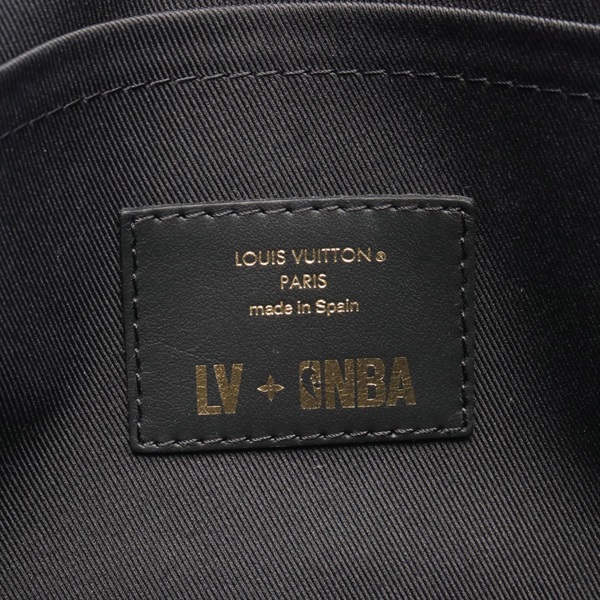 LOUIS VUITTON®
PARIS
made in Spain
LV + NBA